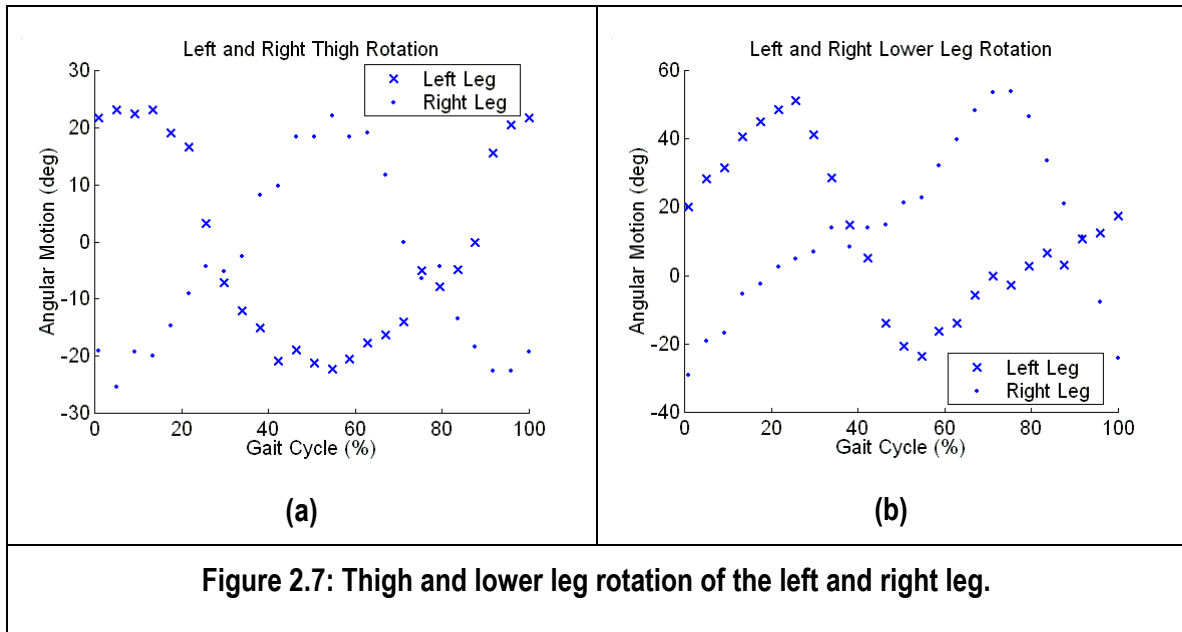 Left and Right Thigh Rotation
30
20
10
0
-10
-20
-30
Angular Motion (deg)
Left Leg
Right Leg
0 20 40 60 80 100
Gait Cycle (%)
(a)
Left and Right Lower Leg Rotation
60
40
20
0
-20
-40
Angular Motion (deg)
Left Leg
Right Leg
0 20 40 60 80 100
Gait Cycle (%)
(b)
Figure 2.7: Thigh and lower leg rotation of the left and right leg.